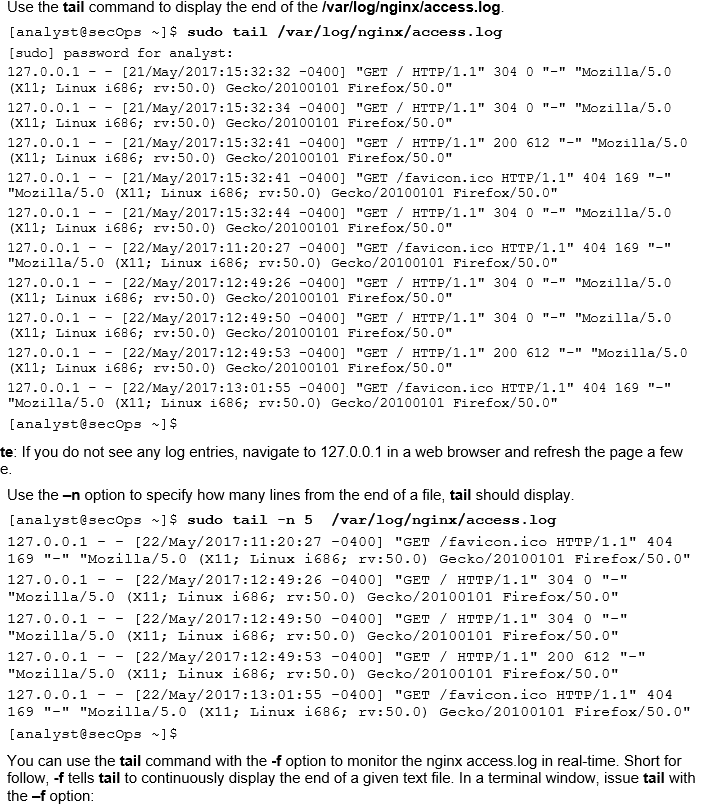 Use the tail command to display the end of the /var/log/nginx/access.log.
[analyst@secOps ~]$ sudo tail /var/log/nginx/access.log
[sudo] password for analyst:
127.0.0.1 - - [21/May/2017:15:32:32 -0400] "GET / HTTP/1.1" 304 0 "-" "Mozilla/5.0
(X11; Linux i686; rv:50.0) Gecko/20100101 Firefox/50.0"
127.0.0.1 - - [21/May/2017:15:32:34 -0400] "GET / HTTP/1.1" 304 0 "-" "Mozilla/5.0
(X11; Linux i686; rv:50.0) Gecko/20100101 Firefox/50.0"
127.0.0.1 - - [21/May/2017:15:32:41 -0400] "GET / HTTP/1.1" 200 612 "-" "Mozilla/5.0
(X11; Linux i686; rv:50.0) Gecko/20100101 Firefox/50.0"
127.0.0.1 - - [21/May/2017:15:32:41 -0400] "GET /favicon.ico HTTP/1.1" 404 169 "-"
"Mozilla/5.0 (X11; Linux i686; rv:50.0) Gecko/20100101 Firefox/50.0"
127.0.0.1 - - [21/May/2017:15:32:44 -0400] "GET / HTTP/1.1" 304 0 "-" "Mozilla/5.0
(X11; Linux i686; rv:50.0) Gecko/20100101 Firefox/50.0"
127.0.0.1 - - [22/May/2017:11:20:27 -0400] "GET /favicon.ico HTTP/1.1" 404 169 "-"
"Mozilla/5.0 (X11; Linux i686; rv:50.0) Gecko/20100101 Firefox/50.0"
127.0.0.1 - - [22/May/2017:12:49:26 -0400] "GET / HTTP/1.1" 304 0 "-" "Mozilla/5.0
(X11; Linux i686; rv:50.0) Gecko/20100101 Firefox/50.0"
127.0.0.1 - - [22/May/2017:12:49:50 -0400] "GET / HTTP/1.1" 304 0 "-" "Mozilla/5.0
(X11; Linux i686; rv:50.0) Gecko/20100101 Firefox/50.0"
127.0.0.1 - - [22/May/2017:12:49:53 -0400] "GET / HTTP/1.1" 200 612 "-" "Mozilla/5.0
(X11; Linux i686; rv:50.0) Gecko/20100101 Firefox/50.0"
127.0.0.1 - - [22/May/2017:13:01:55 -0400] "GET /favicon.ico HTTP/1.1" 404 169 "-"
"Mozilla/5.0 (X11; Linux i686; rv:50.0) Gecko/20100101 Firefox/50.0"
[analyst@secOps ~]$
te: If you do not see any log entries, navigate to 127.0.0.1 in a web browser and refresh the page a few
e.
Use the –n option to specify how many lines from the end of a file, tail should display.
[analyst@secOps ~]$ sudo tail -n 5  /var/log/nginx/access.log
127.0.0.1 - - [22/May/2017:11:20:27 -0400] "GET /favicon.ico HTTP/1.1" 404
169 "-" "Mozilla/5.0 (X11; Linux i686; rv:50.0) Gecko/20100101 Firefox/50.0"
127.0.0.1 - - [22/May/2017:12:49:26 -0400] "GET / HTTP/1.1" 304 0 "-"
"Mozilla/5.0 (X11; Linux i686; rv:50.0) Gecko/20100101 Firefox/50.0"
127.0.0.1 - - [22/May/2017:12:49:50 -0400] "GET / HTTP/1.1" 304 0 "-"
"Mozilla/5.0 (X11; Linux i686; rv:50.0) Gecko/20100101 Firefox/50.0"
127.0.0.1 - - [22/May/2017:12:49:53 -0400] "GET / HTTP/1.1" 200 612 "-"
"Mozilla/5.0 (X11; Linux i686; rv:50.0) Gecko/20100101 Firefox/50.0"
127.0.0.1 - - [22/May/2017:13:01:55 -0400] "GET /favicon.ico HTTP/1.1" 404
169 "-" "Mozilla/5.0 (X11; Linux i686; rv:50.0) Gecko/20100101 Firefox/50.0"
[analyst@secOps ~]$
You can use the tail command with the -f option to monitor the nginx access.log in real-time. Short for
follow, -f tells tail to continuously display the end of a given text file. In a terminal window, issue tail with
the –f option: